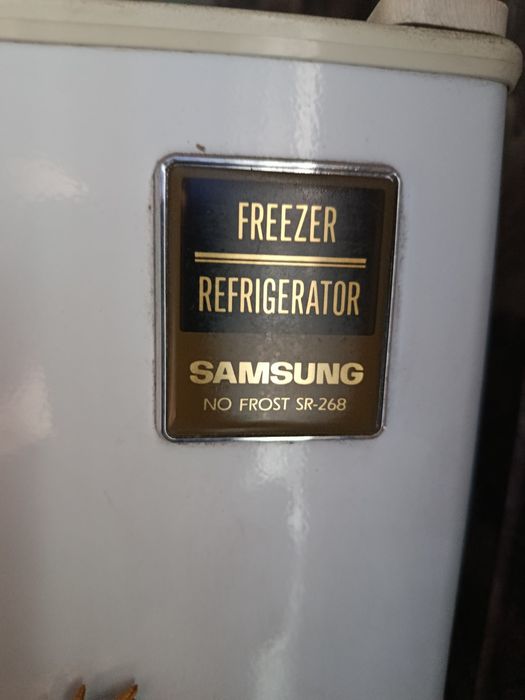 FREEZER
REFRIGERATOR
SAMSUNG
NO FROST SR-268